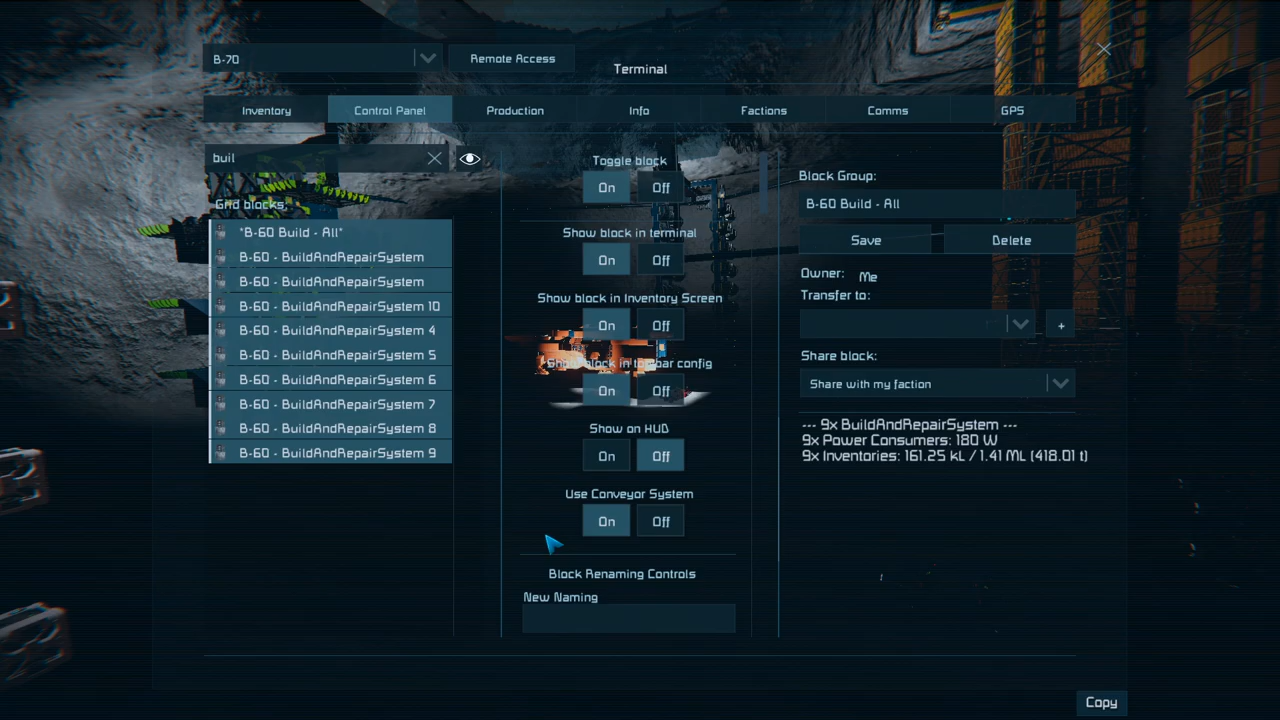 B-70
Remote Access
Terminal
Inventory
Control Panel
Production
Info
Factions
Comms
GPS
buil
Grid blocks:
*B-60 Build - All*
B-60 - BuildAndRepairSystem
B-60 - BuildAndRepairSystem
B-60 - BuildAndRepairSystem 10
B-60 - BuildAndRepairSystem 4
B-60 - BuildAndRepairSystem 5
B-60 - BuildAndRepairSystem 6
B-60 - BuildAndRepairSystem 7
B-60 - BuildAndRepairSystem 8
B-60 - BuildAndRepairSystem 9
Toggle block
On Off
Show block in terminal
On Off
Show block in Inventory Screen
On Off
Show block in toolbar config
On Off
Show on HUD
On Off
Use Conveyor System
On Off
Block Renaming Controls
New Naming
Block Group:
B-60 Build - All
Save
Delete
Owner: Me
Transfer to:
+
Share block:
Share with my faction
--- 9x BuildAndRepairSystem ---
9x Power Consumers: 180 W
9x Inventories: 161.25 kL / 1.41 ML (418.01 t)
Copy